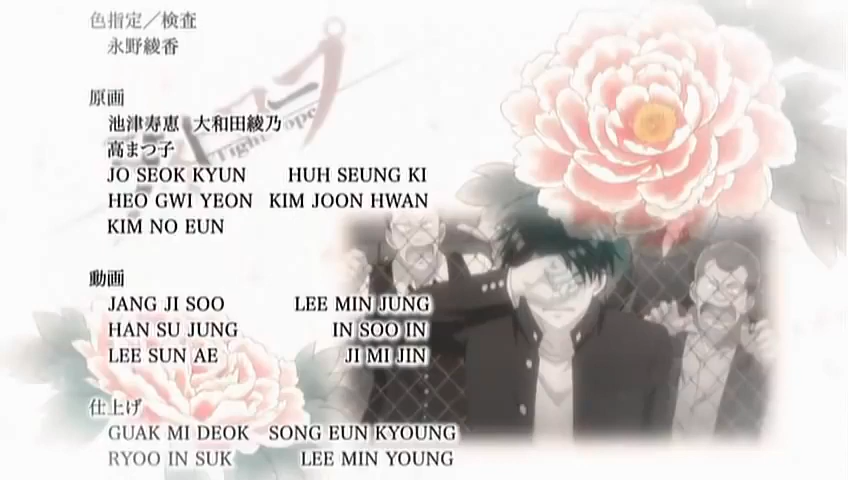 色指定／検査
永野綾香
原画
池津寿恵 大和田綾乃
高まつ子
JO SEOK KYUN HUH SEUNG KI
HEO GWI YEON KIM JOON HWAN
KIM NO EUN
動画
JANG JI SOO LEE MIN JUNG
HAN SU JUNG IN SOO IN
LEE SUN AE JI MI JIN
仕上げ
GUAK MI DEOK SONG EUN KYOUNG
RYOO IN SUK LEE MIN YOUNG